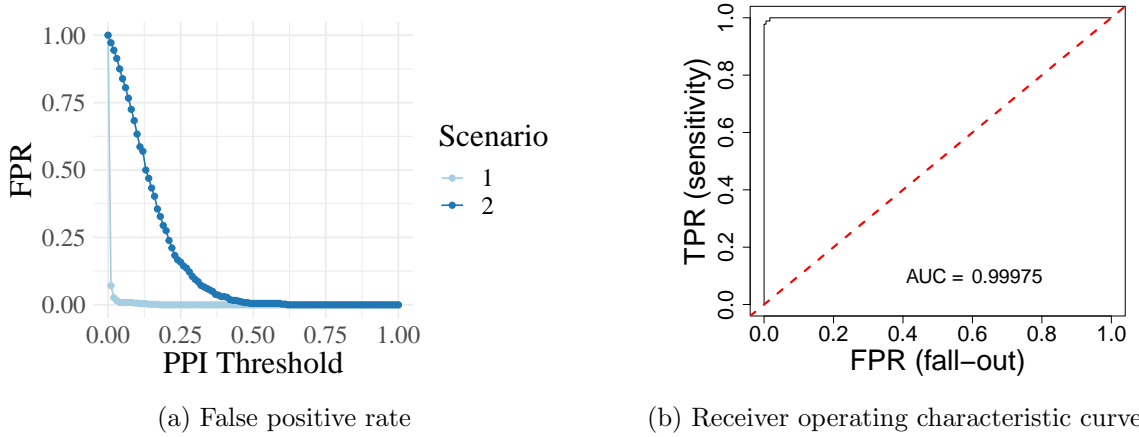 1.00
0.75
0.50
0.25
0.00
FPR
0.00 0.25 0.50 0.75 1.00
PPI Threshold
Scenario
1
2
(a) False positive rate
1.0
0.8
0.6
0.4
0.2
0.0
TPR (sensitivity)
AUC = 0.99975
0.0 0.2 0.4 0.6 0.8 1.0
FPR (fall−out)
(b) Receiver operating characteristic curve